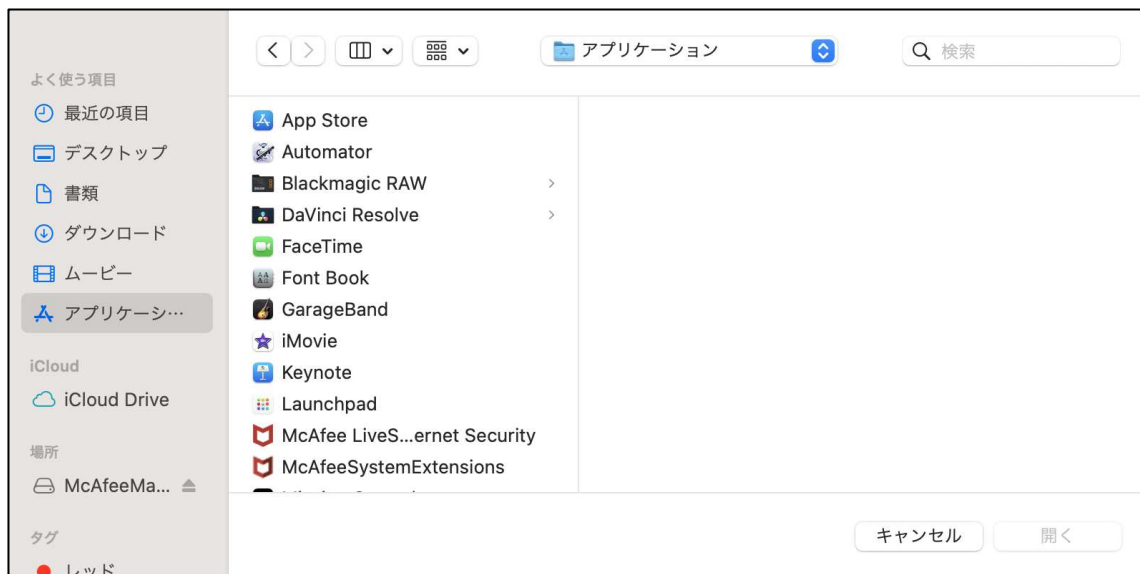 よく使う項目
最近の項目
デスクトップ
書類
ダウンロード
ムービー
アプリケーシ…
iCloud
iCloud Drive
場所
McAfeeMa...
タグ
レッド
アプリケーション
検索
App Store
Automator
Blackmagic RAW
DaVinci Resolve
FaceTime
Font Book
GarageBand
iMovie
Keynote
Launchpad
McAfee LiveS...ernet Security
McAfeeSystemExtensions
キャンセル
開く